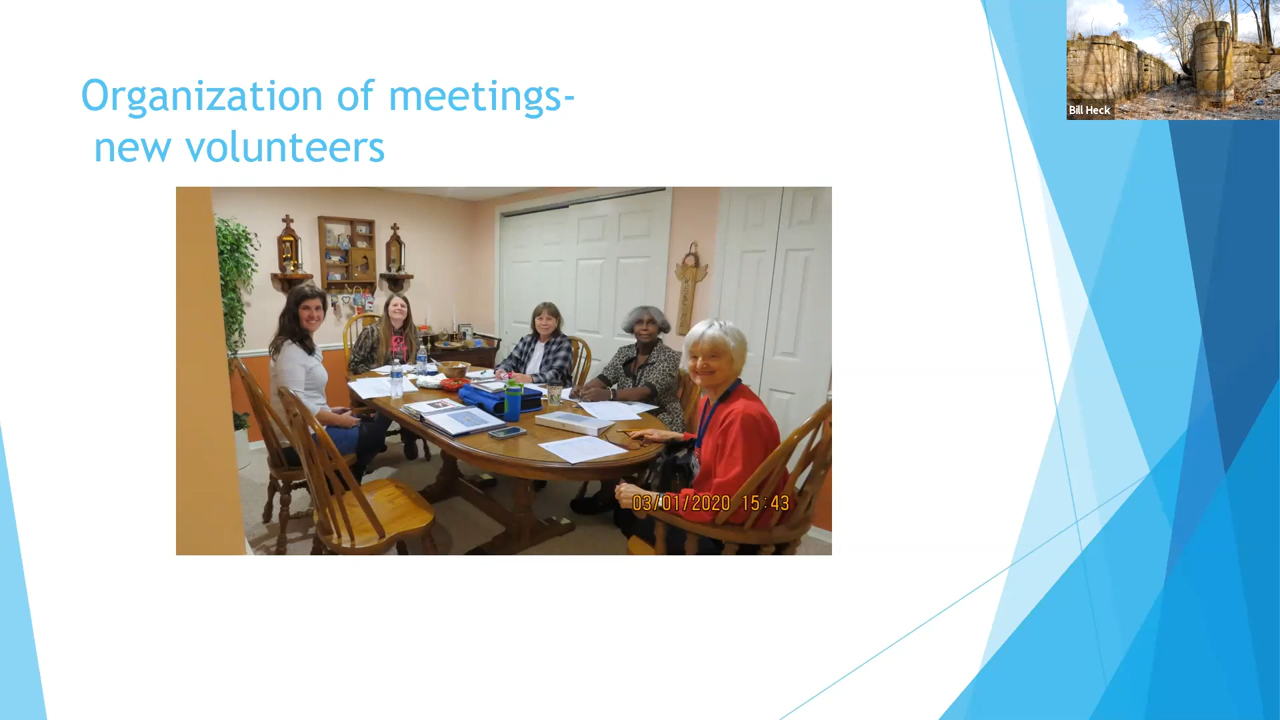 Organization of meetings-
new volunteers
Bill Heck
03/01/2020 15:43